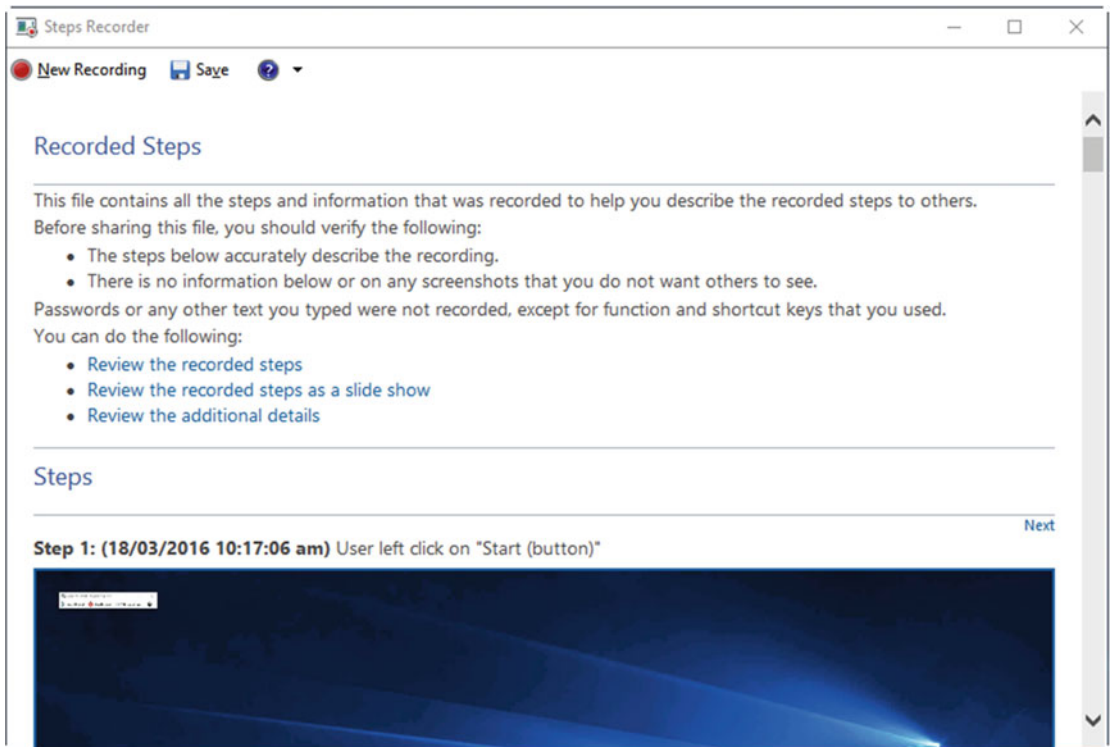 Steps Recorder
New Recording Save
Recorded Steps
This file contains all the steps and information that was recorded to help you describe the recorded steps to others.
Before sharing this file, you should verify the following:
• The steps below accurately describe the recording.
• There is no information below or on any screenshots that you do not want others to see.
Passwords or any other text you typed were not recorded, except for function and shortcut keys that you used.
You can do the following:
• Review the recorded steps
• Review the recorded steps as a slide show
• Review the additional details
Steps
Next
Step 1: (18/03/2016 10:17:06 am) User left click on "Start (button)"